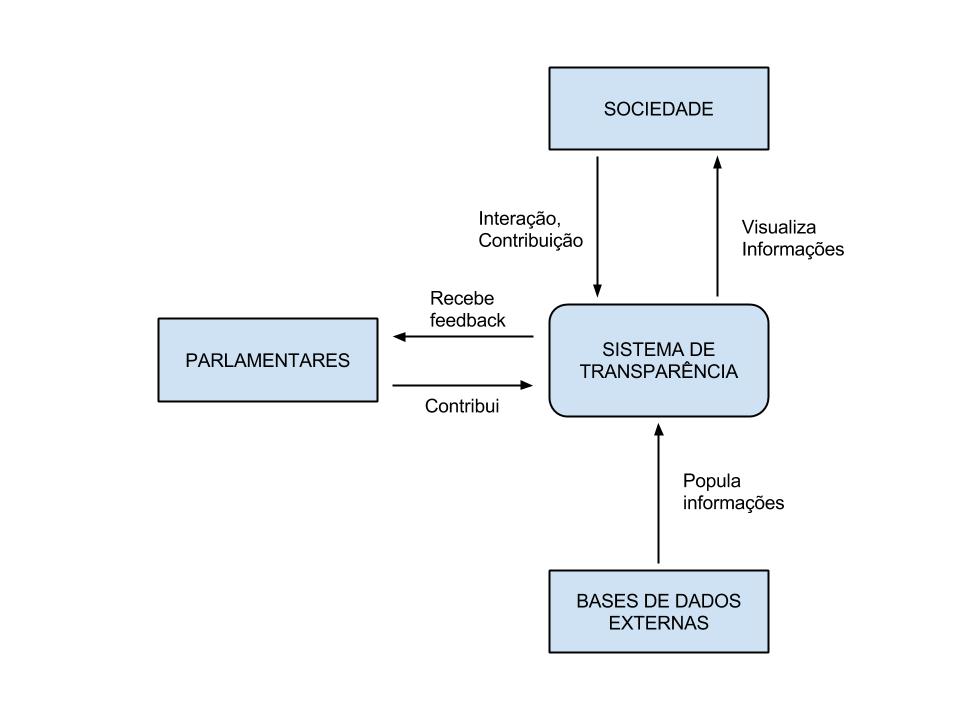 SOCIEDADE
Interação,
Contribuição
Visualiza
Informações
Recebe
feedback
PARLAMENTARES
SISTEMA DE
TRANSPARÊNCIA
Contribui
Popula
informações
BASES DE DADOS
EXTERNAS